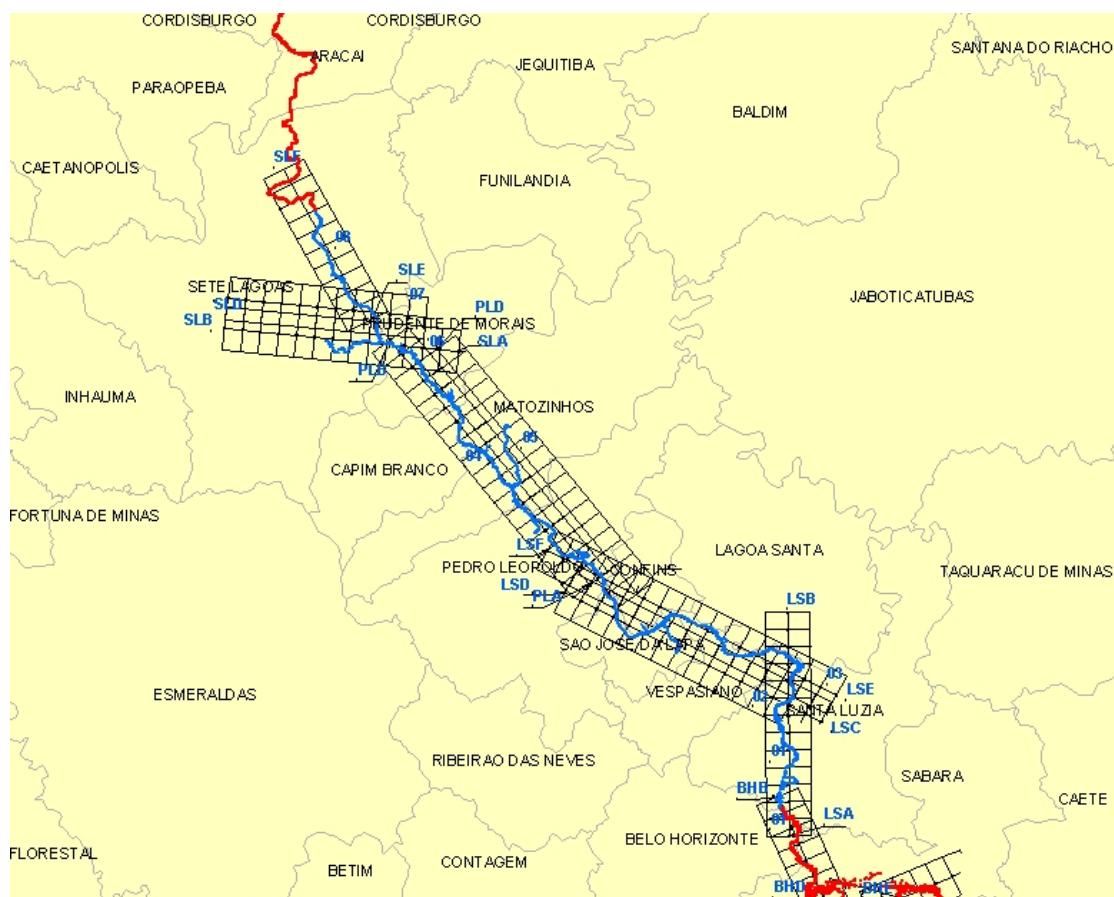 CORDISBURGO
CORDISBURGO
ARACAI
SANTANA DO RIACHO
JEQUITIBA
PARAOPEBA
BALDIM
SLF
CAETANOPOLIS
FUNILANDIA
08
SLE
SETE LAGOAS
07
JABOTICATUBAS
SLD
PLD
SLB
PRUDENTE DE MORAIS
06
SLA
PLB
INHAUMA
MATOZINHOS
05
04
CAPIM BRANCO
FORTUNA DE MINAS
LSF
LAGOA SANTA
PEDRO LEOPOLDO
CONFINS
TAQUARACU DE MINAS
LSD
PLA
LSB
SAO JOSE DA LAPA
03
ESMERALDAS
VESPASIANO
02
LSE
SANTA LUZIA
LSC
01
RIBEIRAO DAS NEVES
SABARA
BHB
CAETE
01
LSA
BELO HORIZONTE
FLORESTAL
CONTAGEM
BETIM
BHD